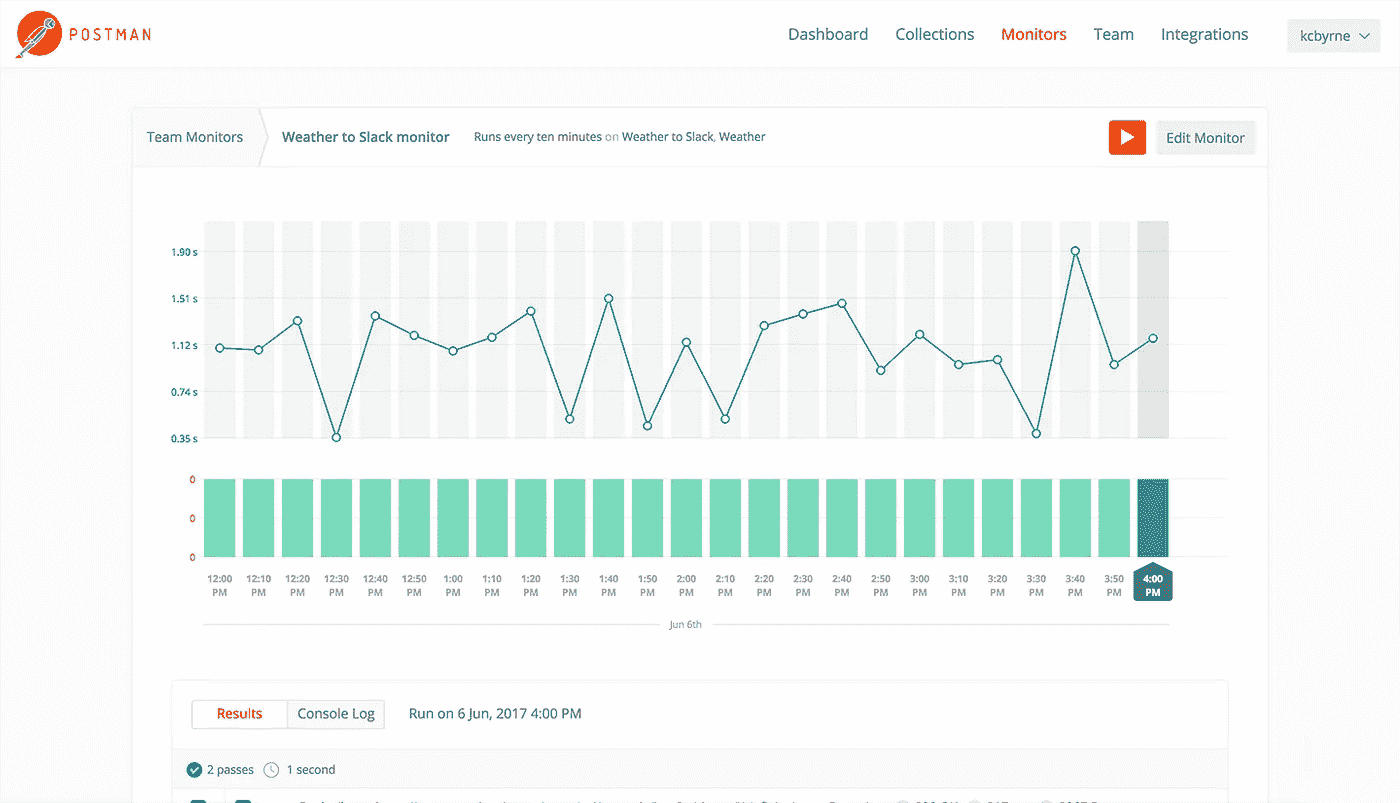 POSTMAN
Dashboard Collections Monitors Team Integrations kcbyrne
Team Monitors Weather to Slack monitor Runs every ten minutes on Weather to Slack, Weather Edit Monitor
1.90 s
1.51 s
1.12 s
0.74 s
0.35 s
0
0
0
12:00 12:10 12:20 12:30 12:40 12:50 1:00 1:10 1:20 1:30 1:40 1:50 2:00 2:10 2:20 2:30 2:40 2:50 3:00 3:10 3:20 3:30 3:40 3:50 4:00
PM PM PM PM PM PM PM PM PM PM PM PM PM PM PM PM PM PM PM PM PM PM PM PM PM
Jun 6th
Results Console Log Run on 6 Jun, 2017 4:00 PM
2 passes 1 second